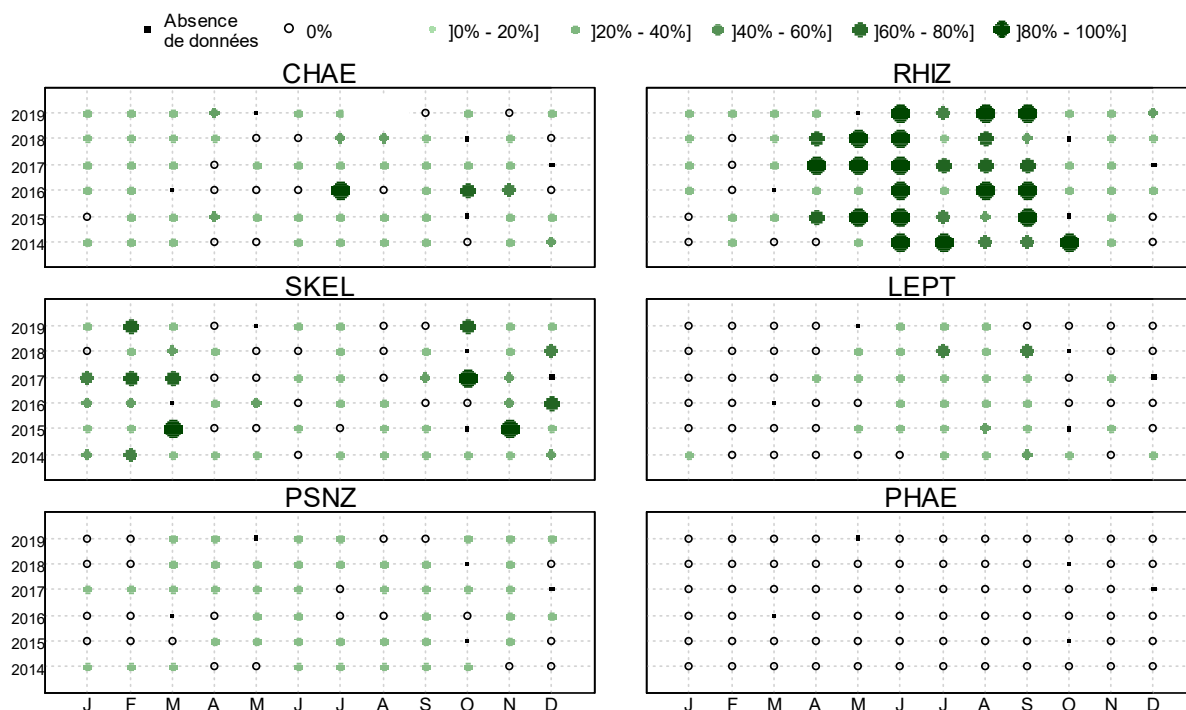 Absence
de données
0%
]0% - 20%]
]20% - 40%]
]40% - 60%]
]60% - 80%]
]80% - 100%]
CHAE
RHIZ
2019
2018
2017
2016
2015
2014
SKEL
LEPT
2019
2018
2017
2016
2015
2014
PSNZ
PHAE
2019
2018
2017
2016
2015
2014
J F M A M J J A S O N D
J F M A M J J A S O N D